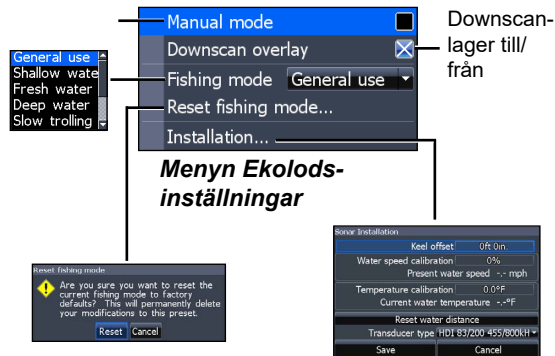 Manual mode
Downscan overlay
Fishing mode General use
Reset fishing mode...
Installation...
Downscan-
lager till/
från
General use
Shallow wate
Fresh water
Deep water
Slow trolling
Menyn Ekolods-
inställningar
Reset fishing mode
Are you sure you want to reset the
current fishing mode to factory
defaults? This will permanently delete
your modifications to this preset.
Reset Cancel
Sonar Installation
Keel offset 0ft 0in.
Water speed calibration 0%
Present water speed -.- mph
Temperature calibration 0.0°F
Current water temperature -.-°F
Reset water distance
Transducer type HDI 83/200 455/800kH
Save Cancel